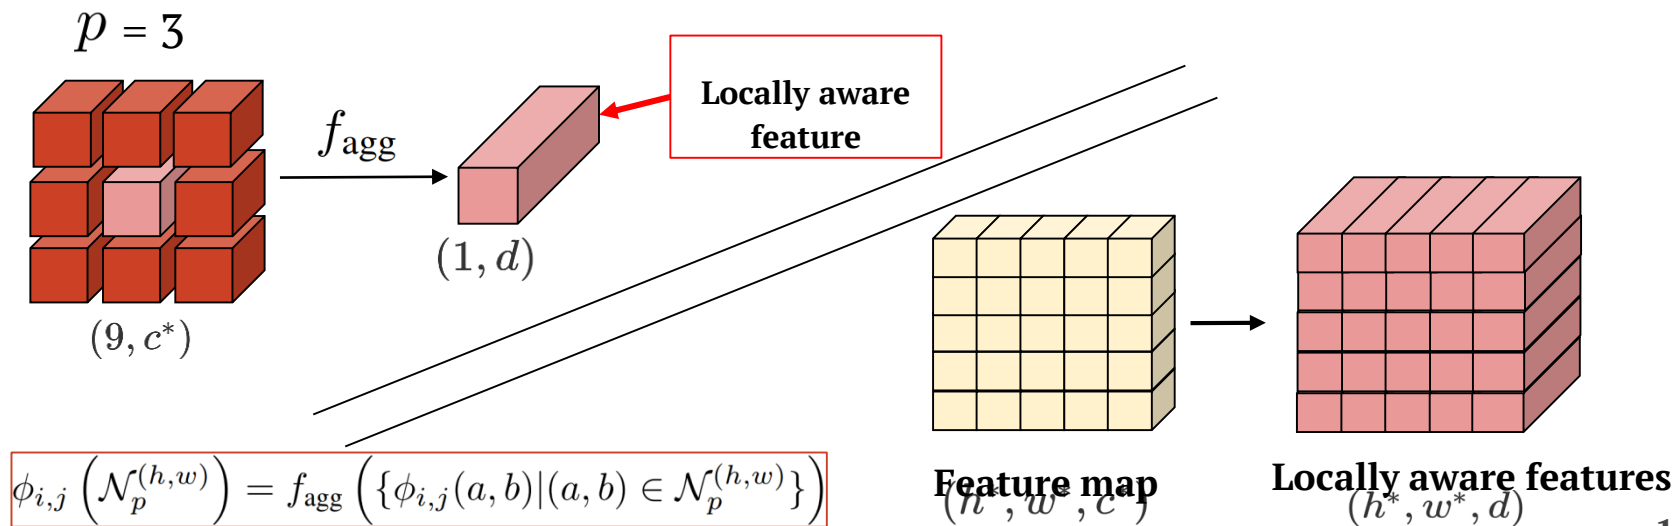 p = 3
Locally aware
feature
f_agg
(1, d)
(9, c*)
ϕ_{i,j} (𝒩_p^{(h,w)}) = f_agg ({ϕ_{i,j}(a, b)|(a, b) ∈ 𝒩_p^{(h,w)}})
Feature map
(h*, w*, c*)
Locally aware features
(h*, w*, d)